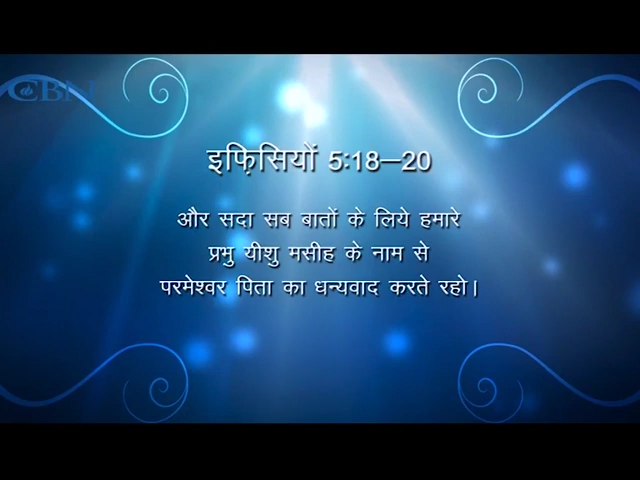 CBN
इफ़िसियों 5:18–20
और सदा सब बातों के लिये हमारे
प्रभु यीशु मसीह के नाम से
परमेश्वर पिता का धन्यवाद करते रहो।